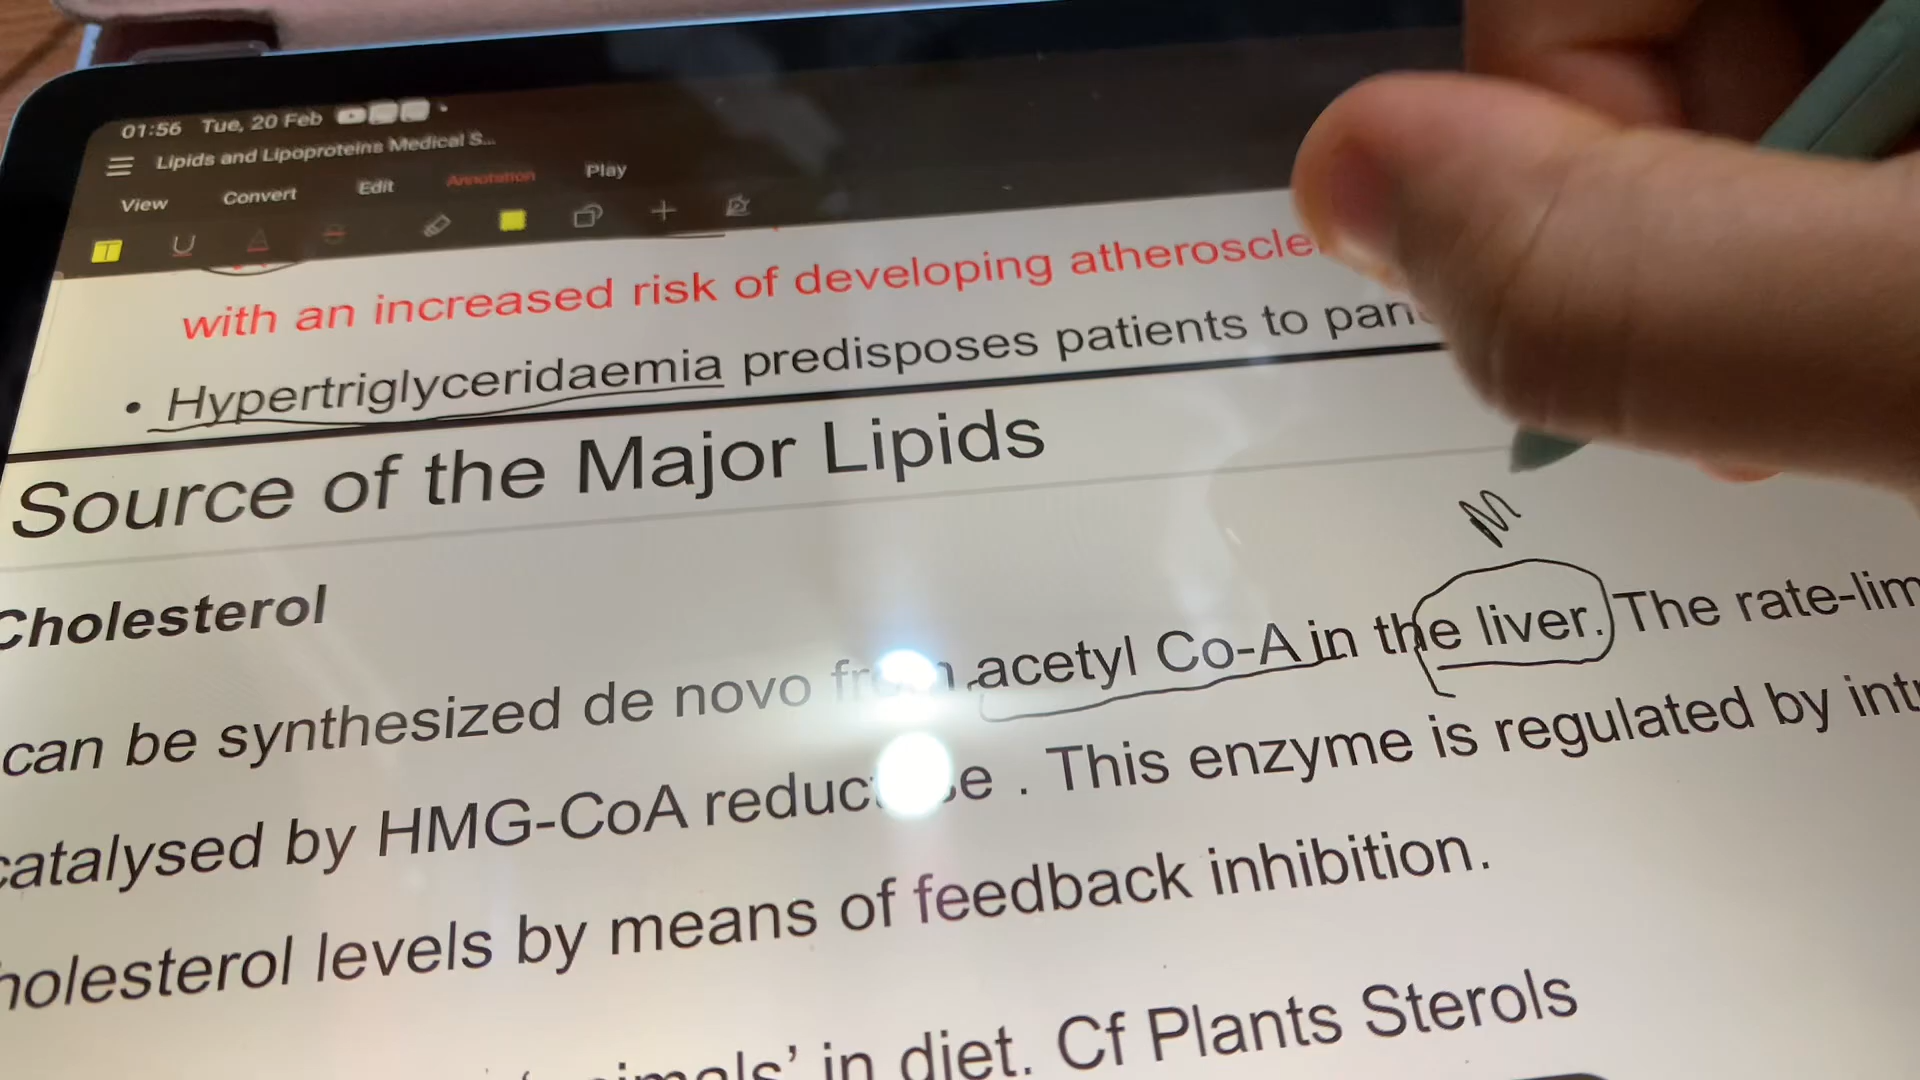 01:56 Tue, 20 Feb
Lipids and Lipoproteins Medical S...
View Convert Edit Annotation Play
with an increased risk of developing atheroscle
• Hypertriglyceridaemia predisposes patients to pan
Source of the Major Lipids
Cholesterol
M
can be synthesized de novo from acetyl Co-A in the liver. The rate-lim
catalysed by HMG-CoA reduc e . This enzyme is regulated by int
holesterol levels by means of feedback inhibition.
in diet. Cf Plants Sterols